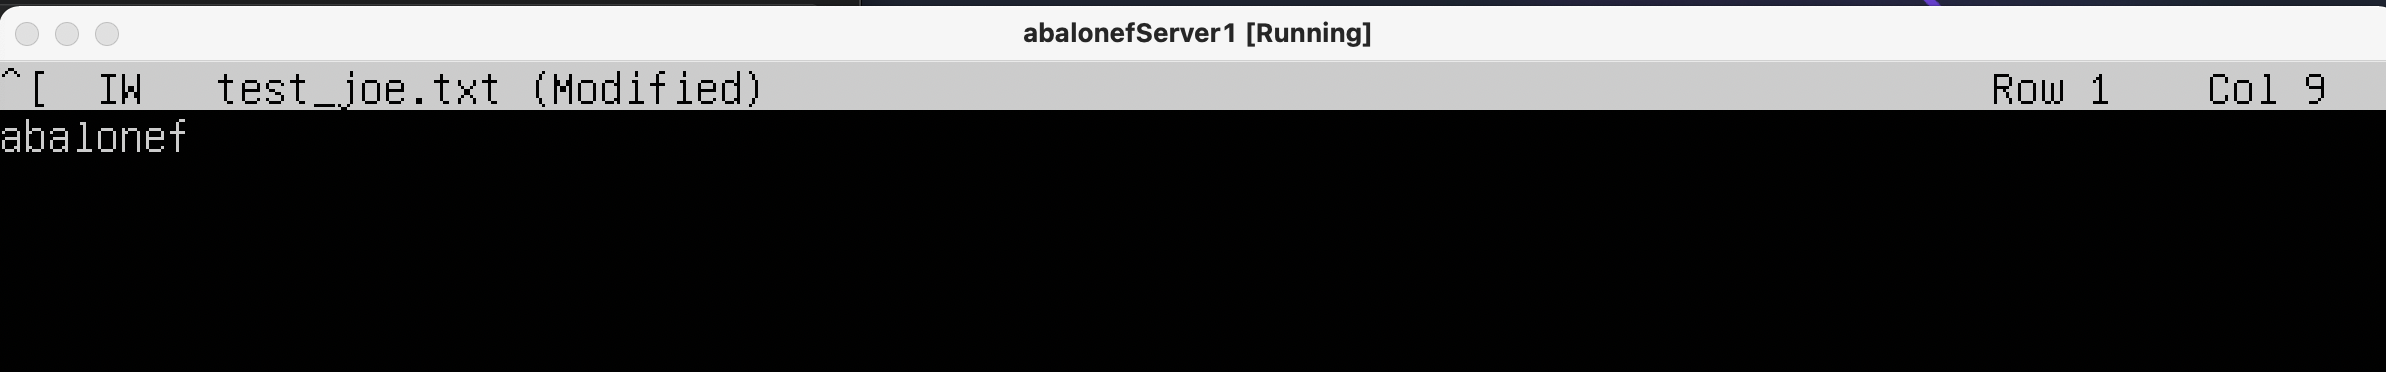 abalonefServer1 [Running]
^[ IW test_joe.txt (Modified) Row 1 Col 9
abalonef